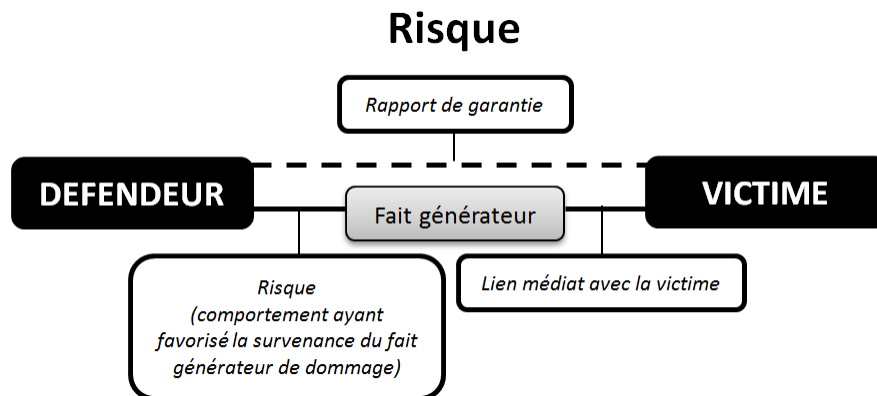 Risque
Rapport de garantie
DEFENDEUR
Fait générateur
VICTIME
Risque
(comportement ayant
favorisé la survenance du fait
générateur de dommage)
Lien médiat avec la victime